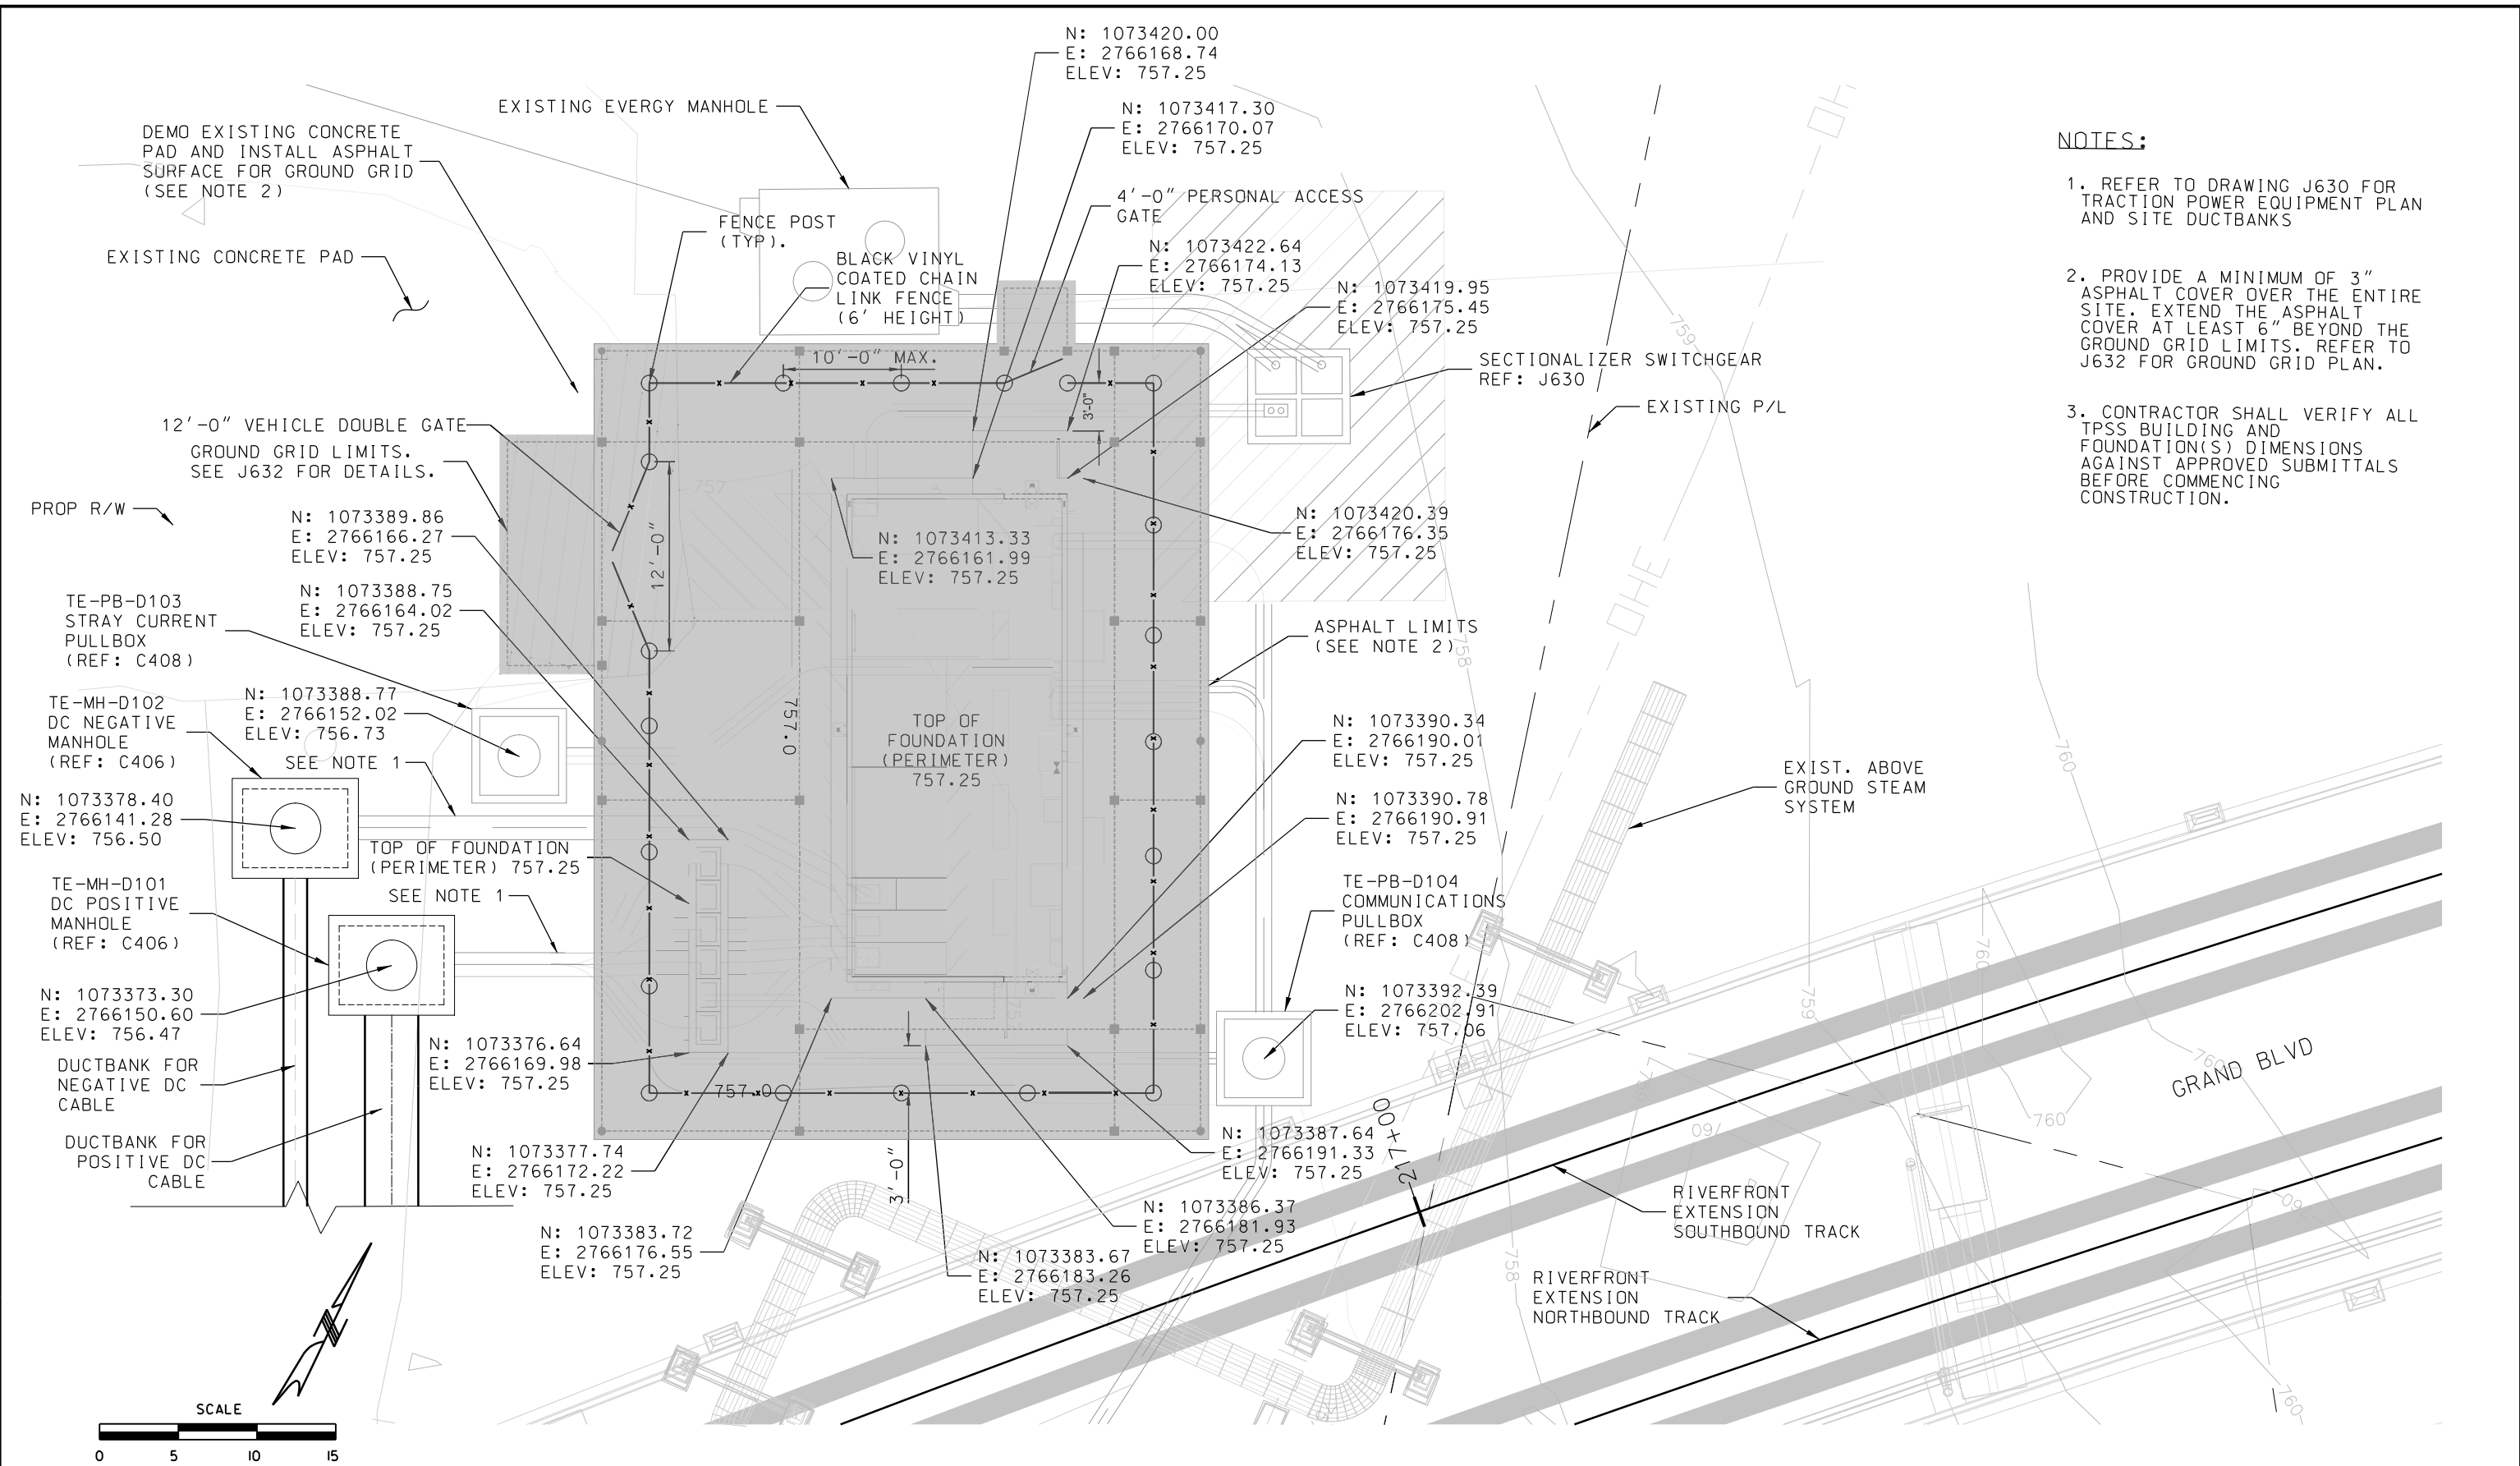 N: 1073420.00
E: 2766168.74
ELEV: 757.25
N: 1073417.30
E: 2766170.07
ELEV: 757.25
EXISTING EVERGY MANHOLE
DEMO EXISTING CONCRETE
PAD AND INSTALL ASPHALT
SURFACE FOR GROUND GRID
(SEE NOTE 2)
EXISTING CONCRETE PAD
FENCE POST
(TYP).
BLACK VINYL
COATED CHAIN
LINK FENCE
(6' HEIGHT)
4'-0" PERSONAL ACCESS
GATE
N: 1073422.64
E: 2766174.13
ELEV: 757.25
N: 1073419.95
E: 2766175.45
ELEV: 757.25
NOTES:
1. REFER TO DRAWING J630 FOR
TRACTION POWER EQUIPMENT PLAN
AND SITE DUCTBANKS
2. PROVIDE A MINIMUM OF 3"
ASPHALT COVER OVER THE ENTIRE
SITE. EXTEND THE ASPHALT
COVER AT LEAST 6" BEYOND THE
GROUND GRID LIMITS. REFER TO
J632 FOR GROUND GRID PLAN.
3. CONTRACTOR SHALL VERIFY ALL
TPSS BUILDING AND
FOUNDATION(S) DIMENSIONS
AGAINST APPROVED SUBMITTALS
BEFORE COMMENCING
CONSTRUCTION.
10'-0" MAX.
3'-0"
759
SECTIONALIZER SWITCHGEAR
REF: J630
EXISTING P/L
12'-0" VEHICLE DOUBLE GATE
GROUND GRID LIMITS.
SEE J632 FOR DETAILS.
PROP R/W
757
12'-0"
N: 1073389.86
E: 2766166.27
ELEV: 757.25
N: 1073413.33
E: 2766161.99
ELEV: 757.25
N: 1073420.39
E: 2766176.35
ELEV: 757.25
OHE
OH
N: 1073388.75
E: 2766164.02
ELEV: 757.25
TE-PB-D103
STRAY CURRENT
PULLBOX
(REF: C408)
ASPHALT LIMITS
(SEE NOTE 2)
758
N: 1073388.77
E: 2766152.02
ELEV: 756.73
TE-MH-D102
DC NEGATIVE
MANHOLE
(REF: C406)
SEE NOTE 1
757.0
TOP OF
FOUNDATION
(PERIMETER)
757.25
N: 1073390.34
E: 2766190.01
ELEV: 757.25
760
EXIST. ABOVE
GROUND STEAM
SYSTEM
N: 1073378.40
E: 2766141.28
ELEV: 756.50
N: 1073390.78
E: 2766190.91
ELEV: 757.25
TOP OF FOUNDATION
(PERIMETER) 757.25
TE-MH-D101
DC POSITIVE
MANHOLE
(REF: C406)
SEE NOTE 1
TE-PB-D104
COMMUNICATIONS
PULLBOX
(REF: C408)
760
759
N: 1073373.30
E: 2766150.60
ELEV: 756.47
N: 1073392.39
E: 2766202.91
ELEV: 757.06
N: 1073376.64
E: 2766169.98
ELEV: 757.25
DUCTBANK FOR
NEGATIVE DC
CABLE
757.0
759
760
GRAND BLVD
760
760
217+00
DUCTBANK FOR
POSITIVE DC
CABLE
N: 1073377.74
E: 2766172.22
ELEV: 757.25
3'-0"
N: 1073387.64
E: 2766191.33
ELEV: 757.25
N: 1073383.72
E: 2766176.55
ELEV: 757.25
N: 1073386.37
E: 2766181.93
ELEV: 757.25
N: 1073383.67
E: 2766183.26
ELEV: 757.25
RIVERFRONT
EXTENSION
SOUTHBOUND TRACK
758
RIVERFRONT
EXTENSION
NORTHBOUND TRACK
760
N
SCALE
0 5 10 15